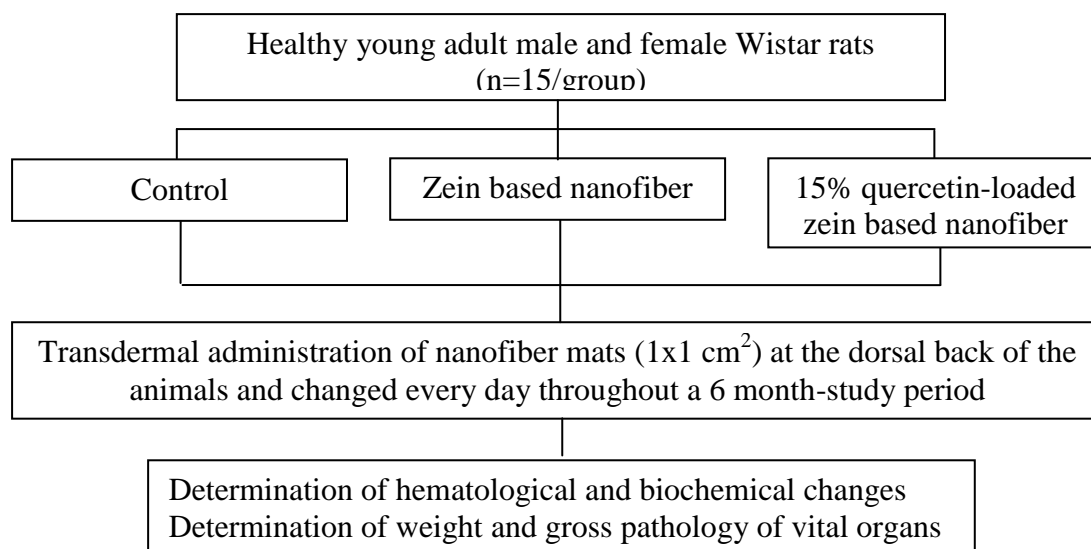 Healthy young adult male and female Wistar rats
(n=15/group)
Control
Zein based nanofiber
15% quercetin-loaded
zein based nanofiber
Transdermal administration of nanofiber mats (1x1 cm²) at the dorsal back of the
animals and changed every day throughout a 6 month-study period
Determination of hematological and biochemical changes
Determination of weight and gross pathology of vital organs